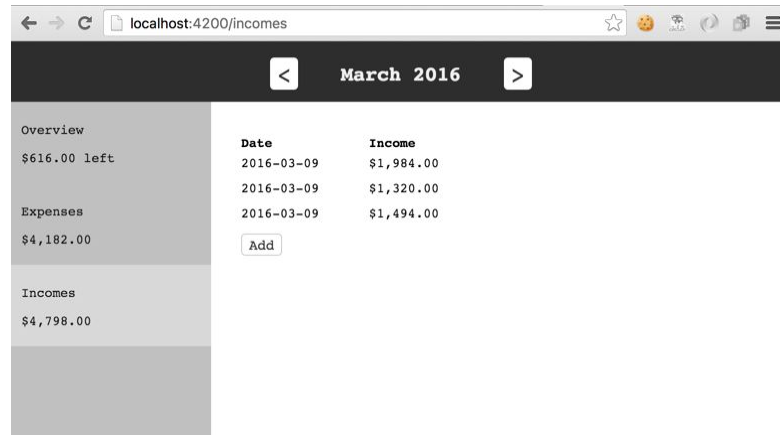 localhost:4200/incomes
< March 2016 >
Overview
$616.00 left
Expenses
$4,182.00
Incomes
$4,798.00
Date Income
2016-03-09 $1,984.00
2016-03-09 $1,320.00
2016-03-09 $1,494.00
Add